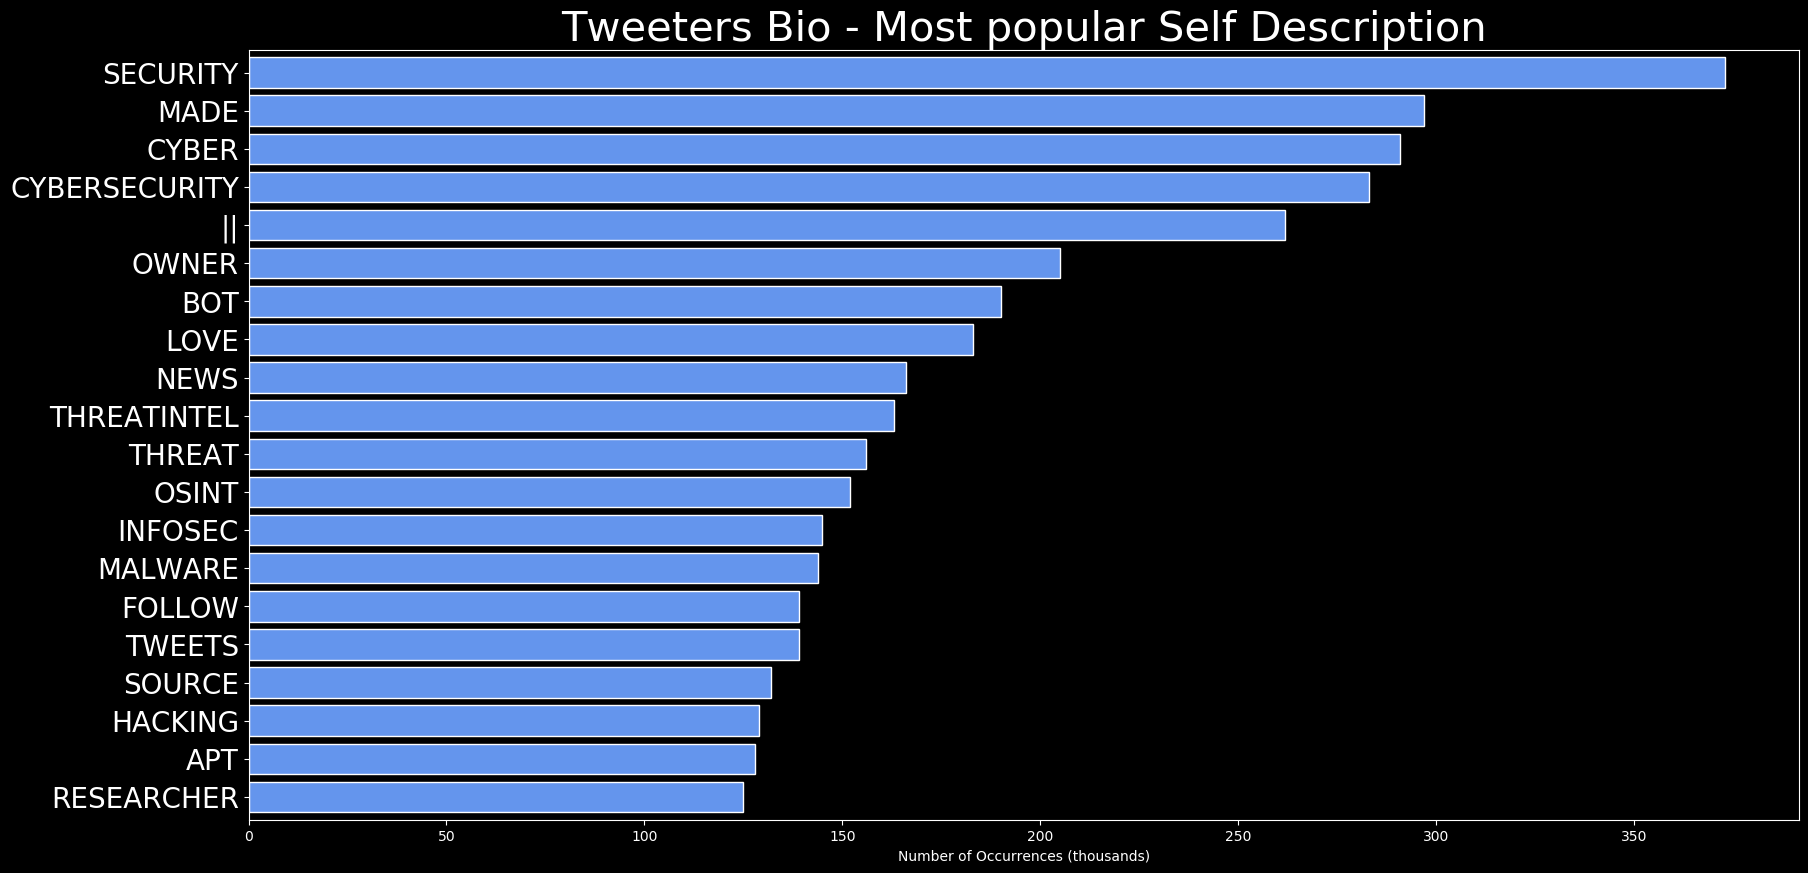 Tweeters Bio - Most popular Self Description
SECURITY
MADE
CYBER
CYBERSECURITY
||
OWNER
BOT
LOVE
NEWS
THREATINTEL
THREAT
OSINT
INFOSEC
MALWARE
FOLLOW
TWEETS
SOURCE
HACKING
APT
RESEARCHER
0 50 100 150 200 250 300 350
Number of Occurrences (thousands)